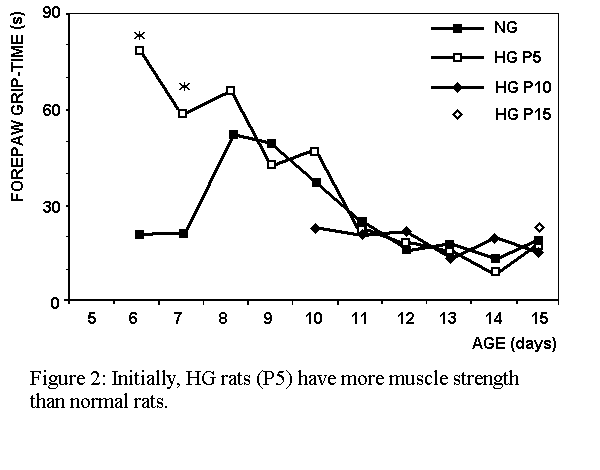 FOREPAW GRIP-TIME (s)
90
60
30
0
NG
HG P5
HG P10
HG P15
* *
5 6 7 8 9 10 11 12 13 14 15
AGE (days)
Figure 2: Initially, HG rats (P5) have more muscle strength
than normal rats.